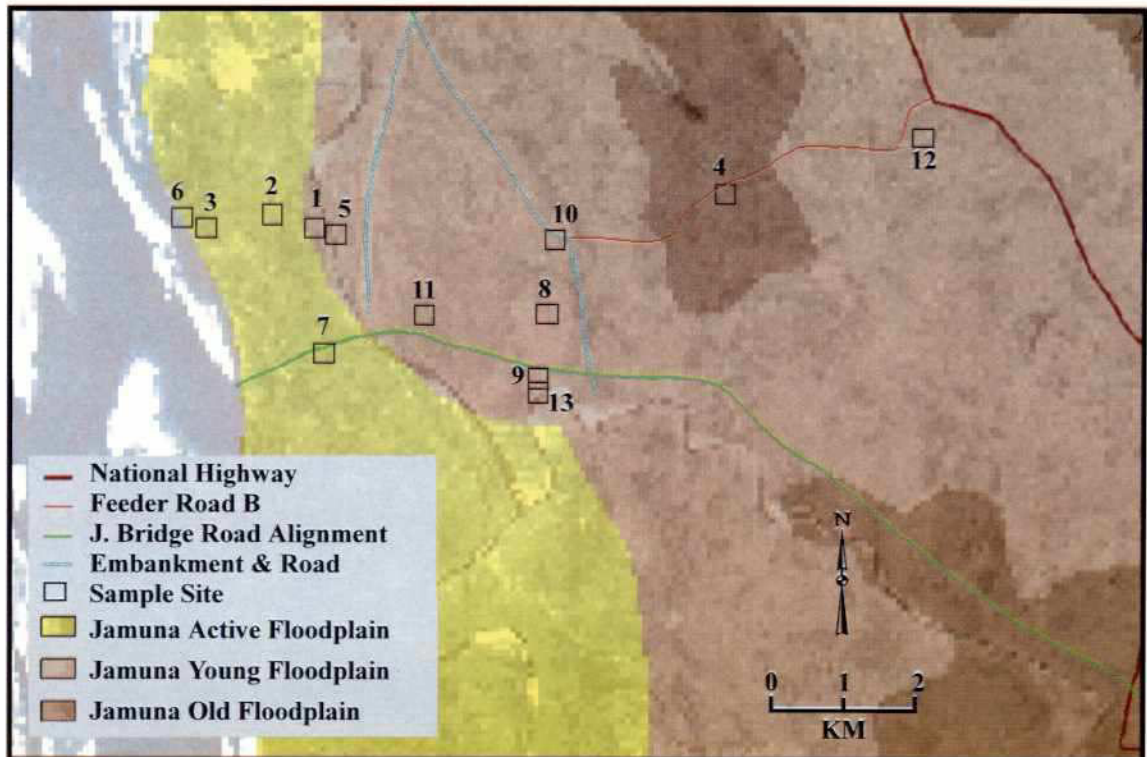 12
4
6
3
2
1
5
10
11
8
7
9
13
National Highway
Feeder Road B
J. Bridge Road Alignment
Embankment & Road
Sample Site
Jamuna Active Floodplain
Jamuna Young Floodplain
Jamuna Old Floodplain
N
0 1 2
KM